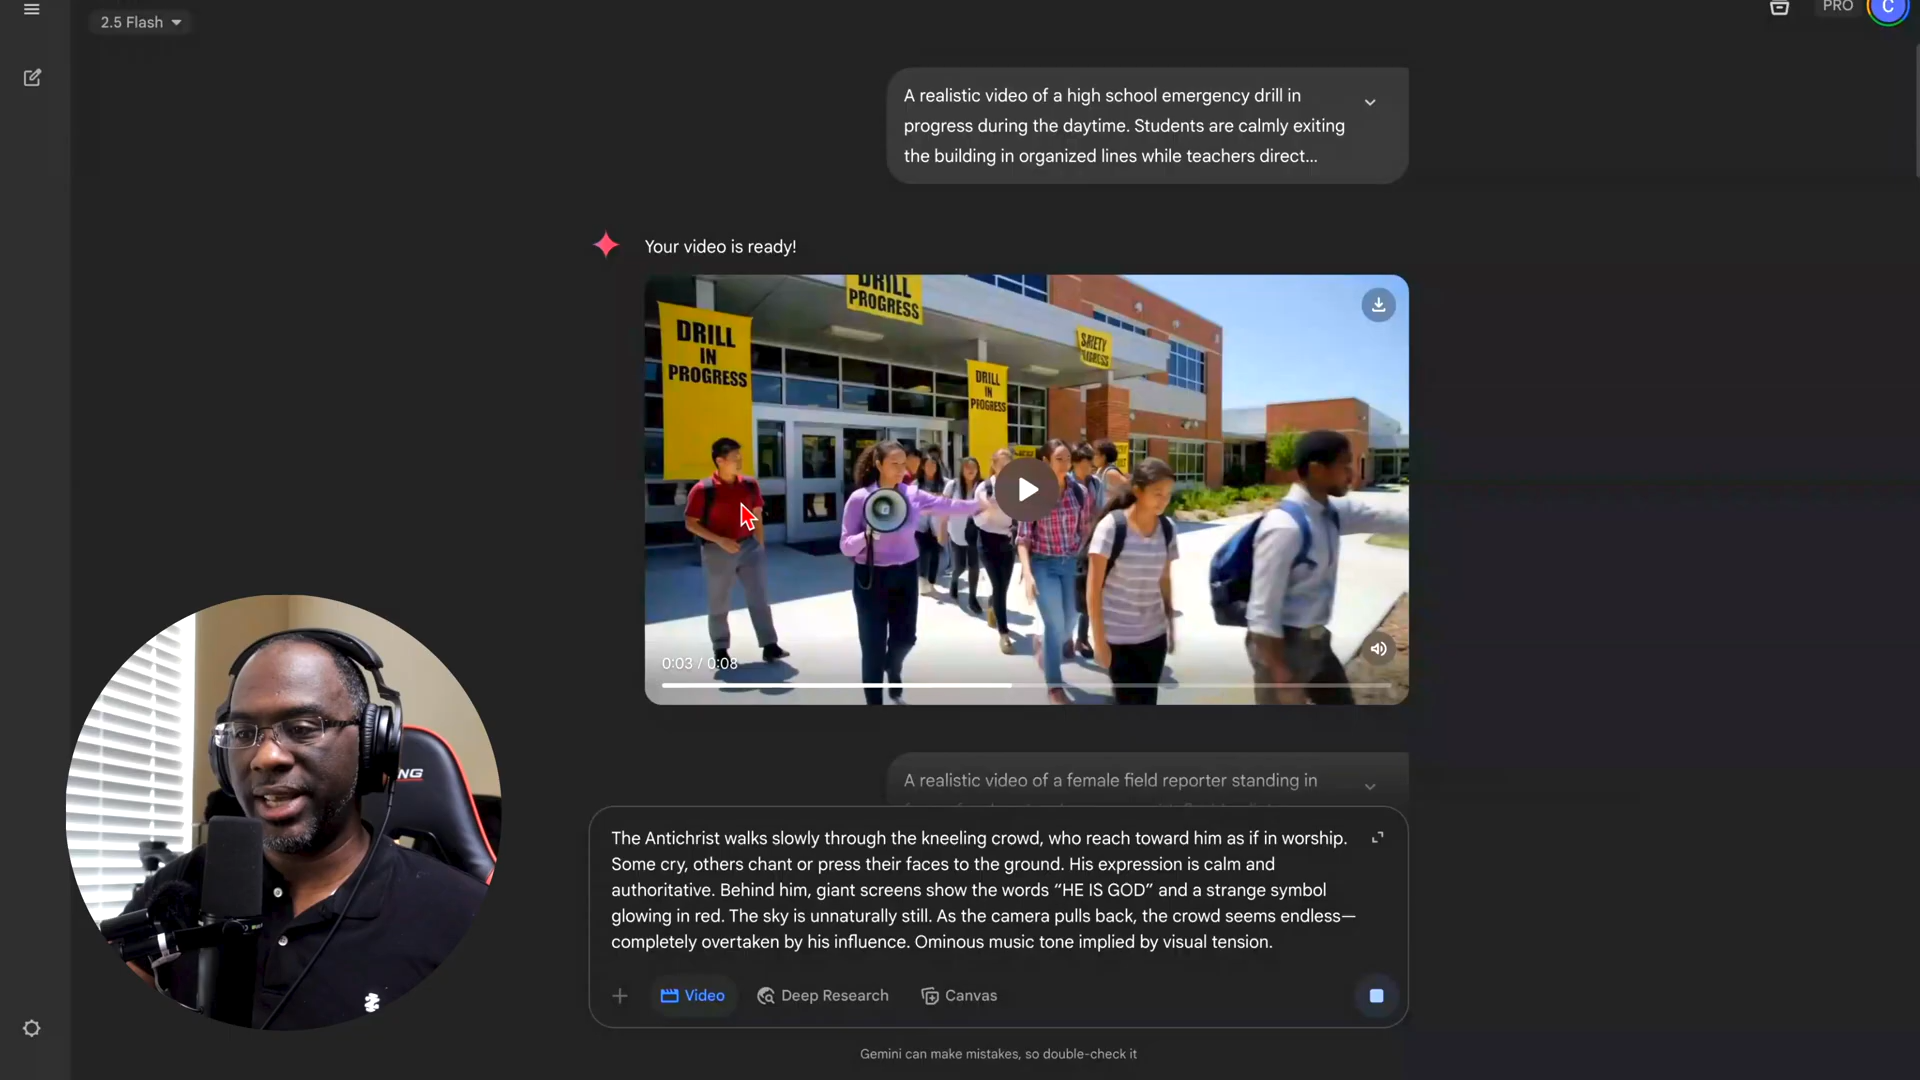 2.5 Flash
PRO
C
A realistic video of a high school emergency drill in
progress during the daytime. Students are calmly exiting
the building in organized lines while teachers direct...
Your video is ready!
DRILL
PROGRESS
DRILL
IN
PROGRESS
SAIETY
DRILL
IN
PROGRESS
0:03 / 0:08
NG
A realistic video of a female field reporter standing in
The Antichrist walks slowly through the kneeling crowd, who reach toward him as if in worship.
Some cry, others chant or press their faces to the ground. His expression is calm and
authoritative. Behind him, giant screens show the words “HE IS GOD” and a strange symbol
glowing in red. The sky is unnaturally still. As the camera pulls back, the crowd seems endless—
completely overtaken by his influence. Ominous music tone implied by visual tension.
Video
Deep Research
Canvas
Gemini can make mistakes, so double-check it